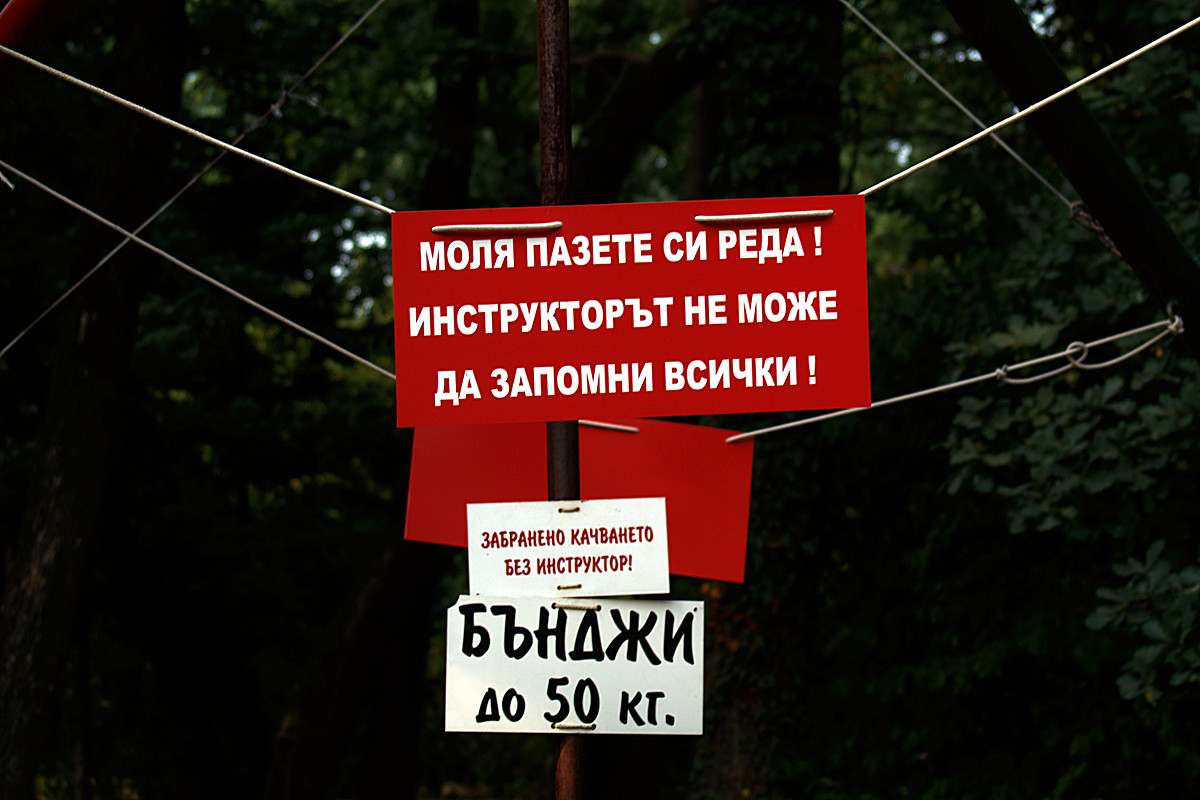 МОЛЯ ПАЗЕТЕ СИ РЕДА !
ИНСТРУКТОРЪТ НЕ МОЖЕ
ДА ЗАПОМНИ ВСИЧКИ !
ЗАБРАНЕНО КАЧВАНЕТО
БЕЗ ИНСТРУКТОР!
БЪНДЖИ
ДО 50 КГ.